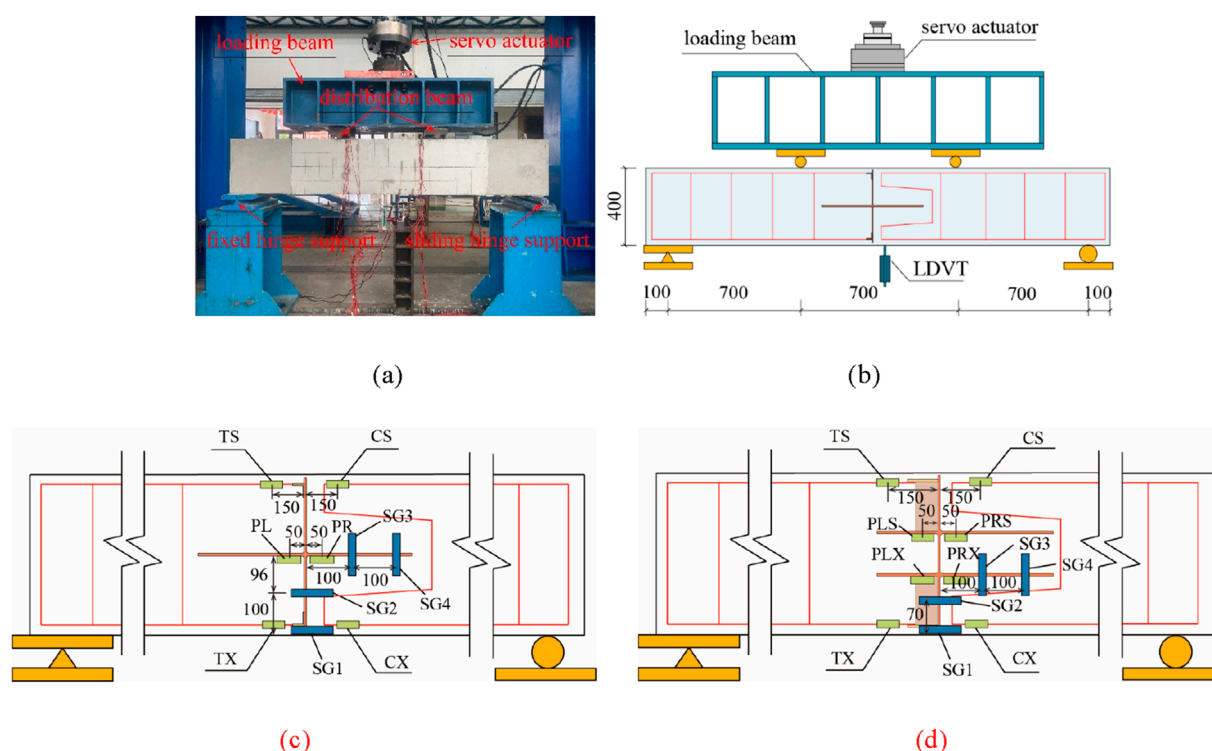 loading beam
servo actuator
distribution beam
fixed hinge support
sliding hinge support
(a)
loading beam
servo actuator
400
LDVT
100
700
700
700
100
(b)
TS
CS
150
150
PL
50
50
PR
SG3
96
100
100
SG4
100
SG2
TX
SG1
CX
(c)
TS
CS
150
150
50
50
PLS
PRS
PLX
PRX
SG3
100
100
SG4
SG2
70
TX
SG1
CX
(d)